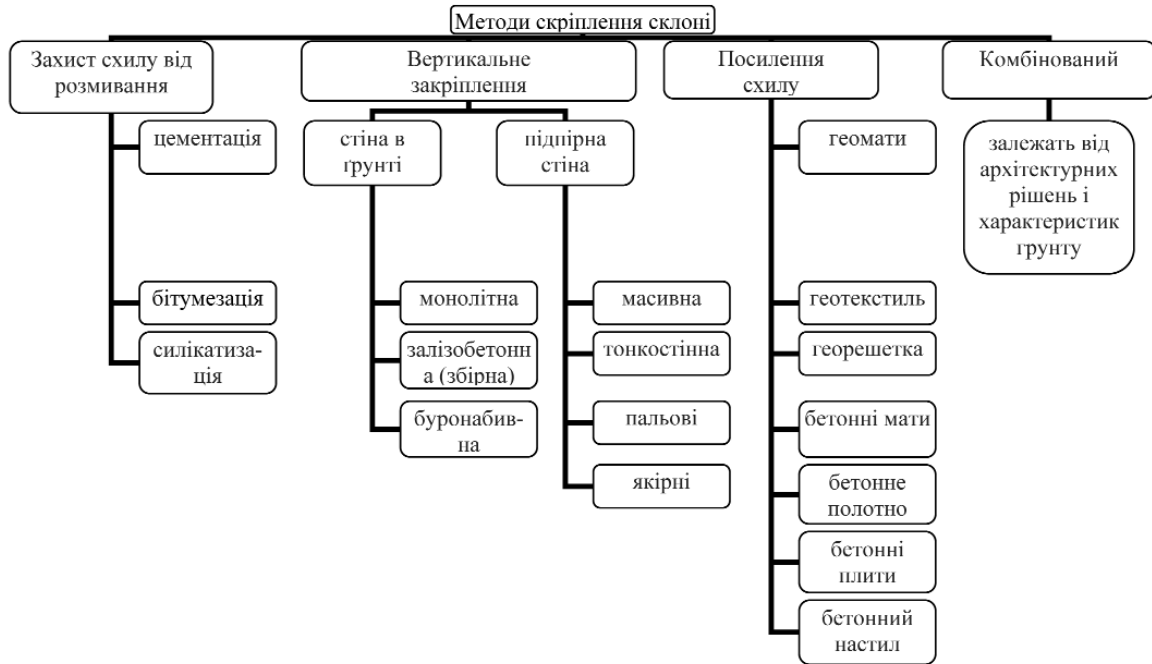 Методи скріплення склоні
Захист схилу від
розмивання
цементація
бітумезація
силікатиза-
ція
Вертикальне
закріплення
стіна в
ґрунті
монолітна
залізобетонн
а (збірна)
буронабив-
на
підпірна
стіна
масивна
тонкостінна
пальові
якірні
Посилення
схилу
геомати
геотекстиль
георешетка
бетонні мати
бетонне
полотно
бетонні
плити
бетонний
настил
Комбінований
залежать від
архітектурних
рішень і
характеристик
ґрунту